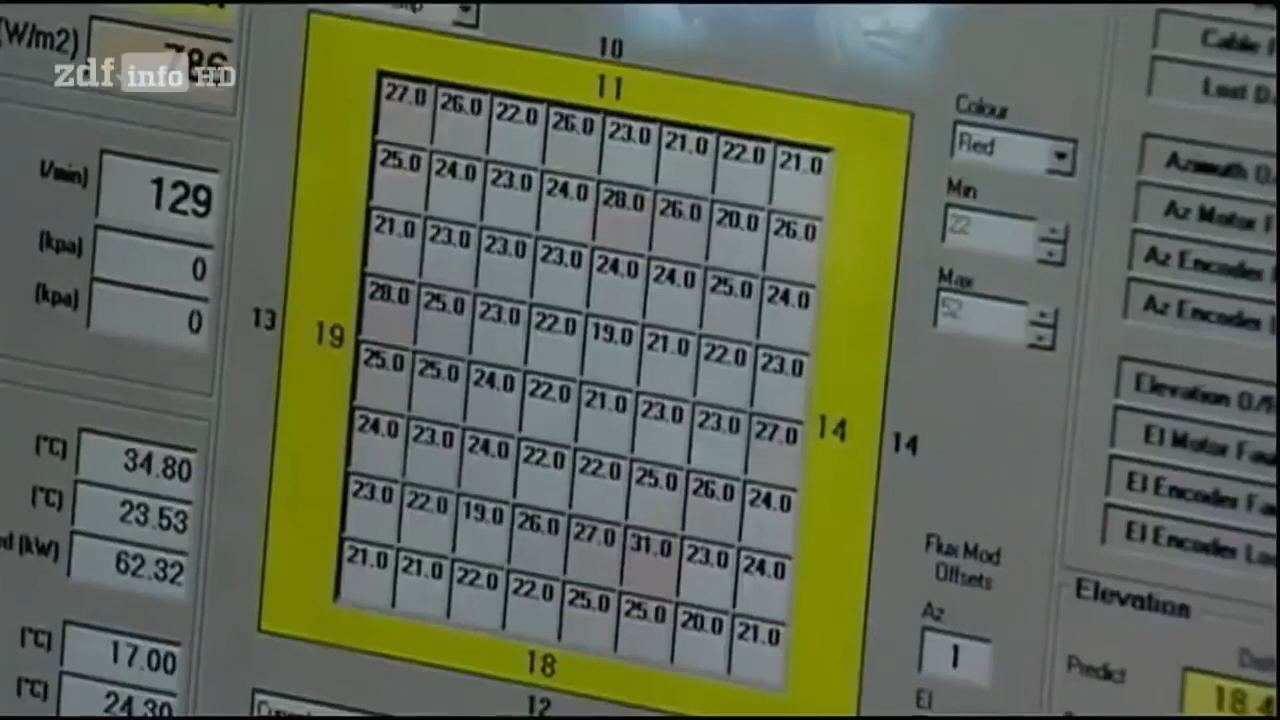 (W/m2) 786
zdf info HD
l/min) 129
(kpa) 0
(kpa) 0
(°C) 34.80
(°C) 23.53
(kW) 62.32
(°C) 17.00
(°C) 24.30
10
11
27.0 26.0 22.0 26.0 23.0 21.0 22.0 21.0
25.0 24.0 23.0 24.0 28.0 26.0 20.0 26.0
21.0 23.0 23.0 23.0 24.0 24.0 25.0 24.0
28.0 25.0 23.0 22.0 19.0 21.0 22.0 23.0
25.0 25.0 24.0 22.0 21.0 23.0 23.0 27.0
24.0 23.0 24.0 22.0 22.0 25.0 26.0 24.0
23.0 22.0 19.0 26.0 27.0 31.0 23.0 24.0
21.0 21.0 22.0 22.0 25.0 25.0 20.0 21.0
13 19
14 14
18
12
Colour
Red
Min
22
Max
52
Flux Mod
Offsets
Az
1
El
Cable
Lost
Azimuth
Az Motor
Az Encoder
Az Encoder
Elevation
El Motor
El Encoder
El Encoder
Elevation
Predict
18.4